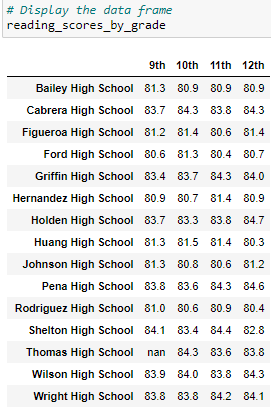 # Display the data frame
reading_scores_by_grade
9th 10th 11th 12th
Bailey High School 81.3 80.9 80.9 80.9
Cabrera High School 83.7 84.3 83.8 84.3
Figueroa High School 81.2 81.4 80.6 81.4
Ford High School 80.6 81.3 80.4 80.7
Griffin High School 83.4 83.7 84.3 84.0
Hernandez High School 80.9 80.7 81.4 80.9
Holden High School 83.7 83.3 83.8 84.7
Huang High School 81.3 81.5 81.4 80.3
Johnson High School 81.3 80.8 80.6 81.2
Pena High School 83.8 83.6 84.3 84.6
Rodriguez High School 81.0 80.6 80.9 80.4
Shelton High School 84.1 83.4 84.4 82.8
Thomas High School nan 84.3 83.6 83.8
Wilson High School 83.9 84.0 83.8 84.3
Wright High School 83.8 83.8 84.2 84.1